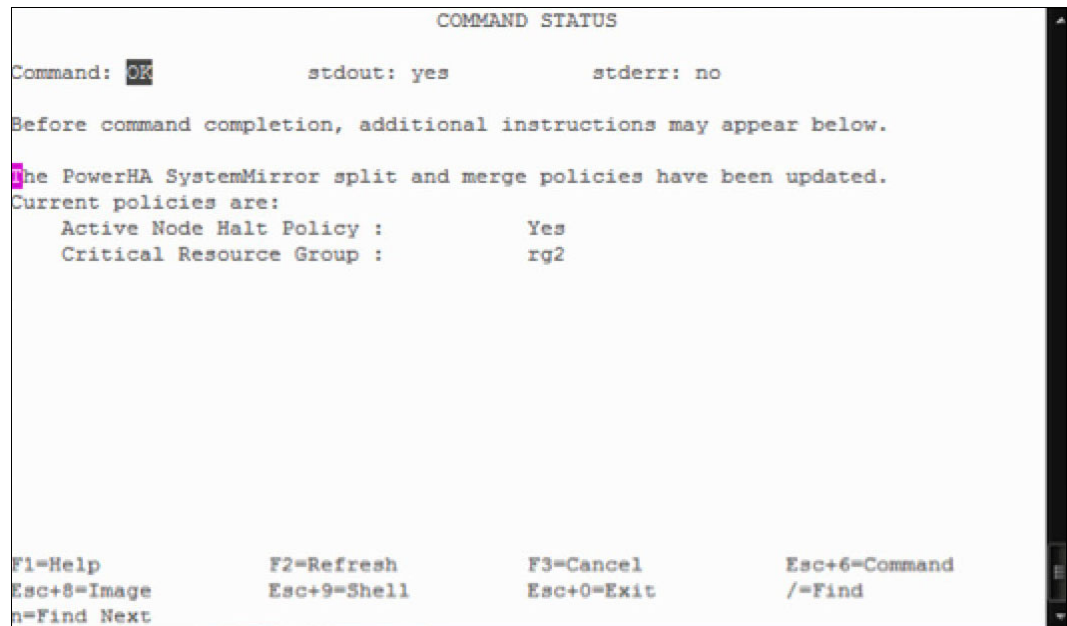 COMMAND STATUS
Command: OK stdout: yes stderr: no
Before command completion, additional instructions may appear below.
The PowerHA SystemMirror split and merge policies have been updated.
Current policies are:
Active Node Halt Policy : Yes
Critical Resource Group : rg2
F1=Help F2=Refresh F3=Cancel Esc+6=Command
Esc+8=Image Esc+9=Shell Esc+0=Exit /=Find
n=Find Next